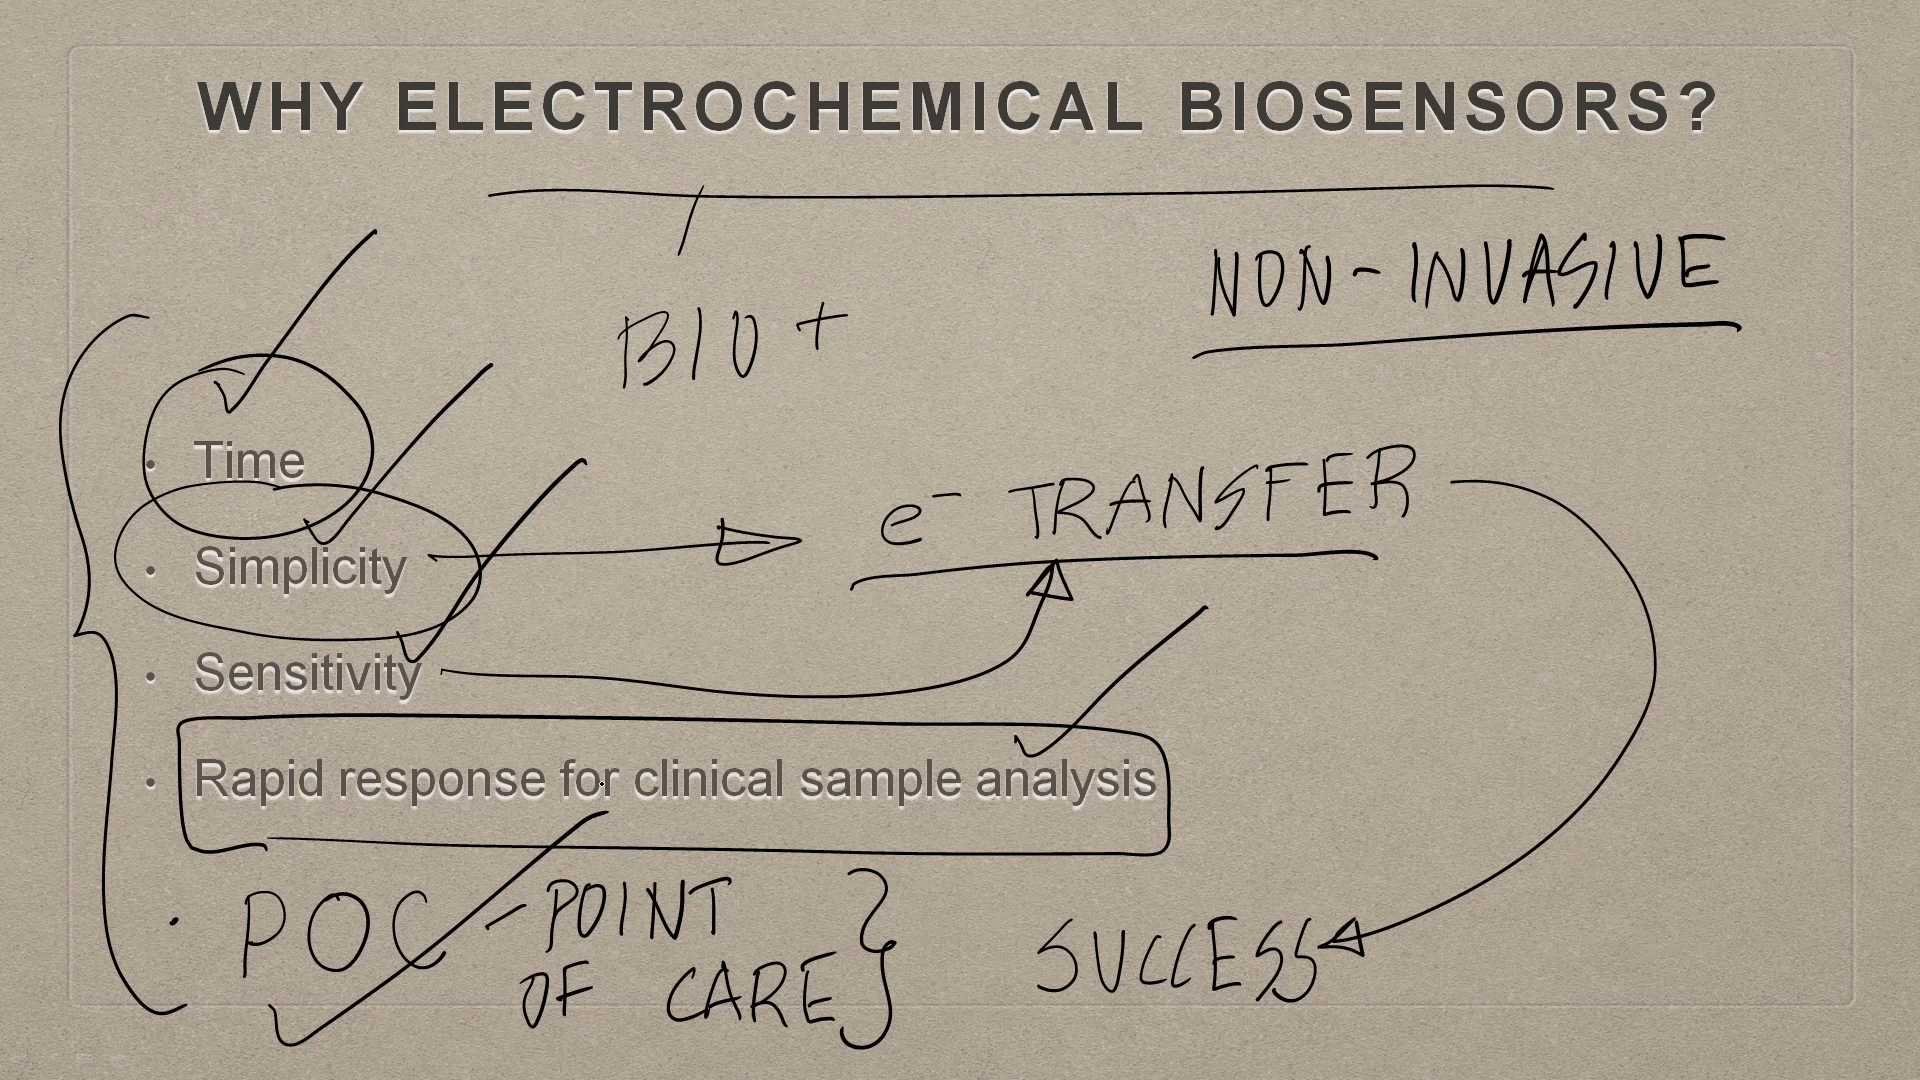 WHY ELECTROCHEMICAL BIOSENSORS?
NON-INVASIVE
BIO +
• Time
e⁻ TRANSFER
• Simplicity
• Sensitivity
• Rapid response for clinical sample analysis
• POC - POINT
OF CARE
SUCCESS